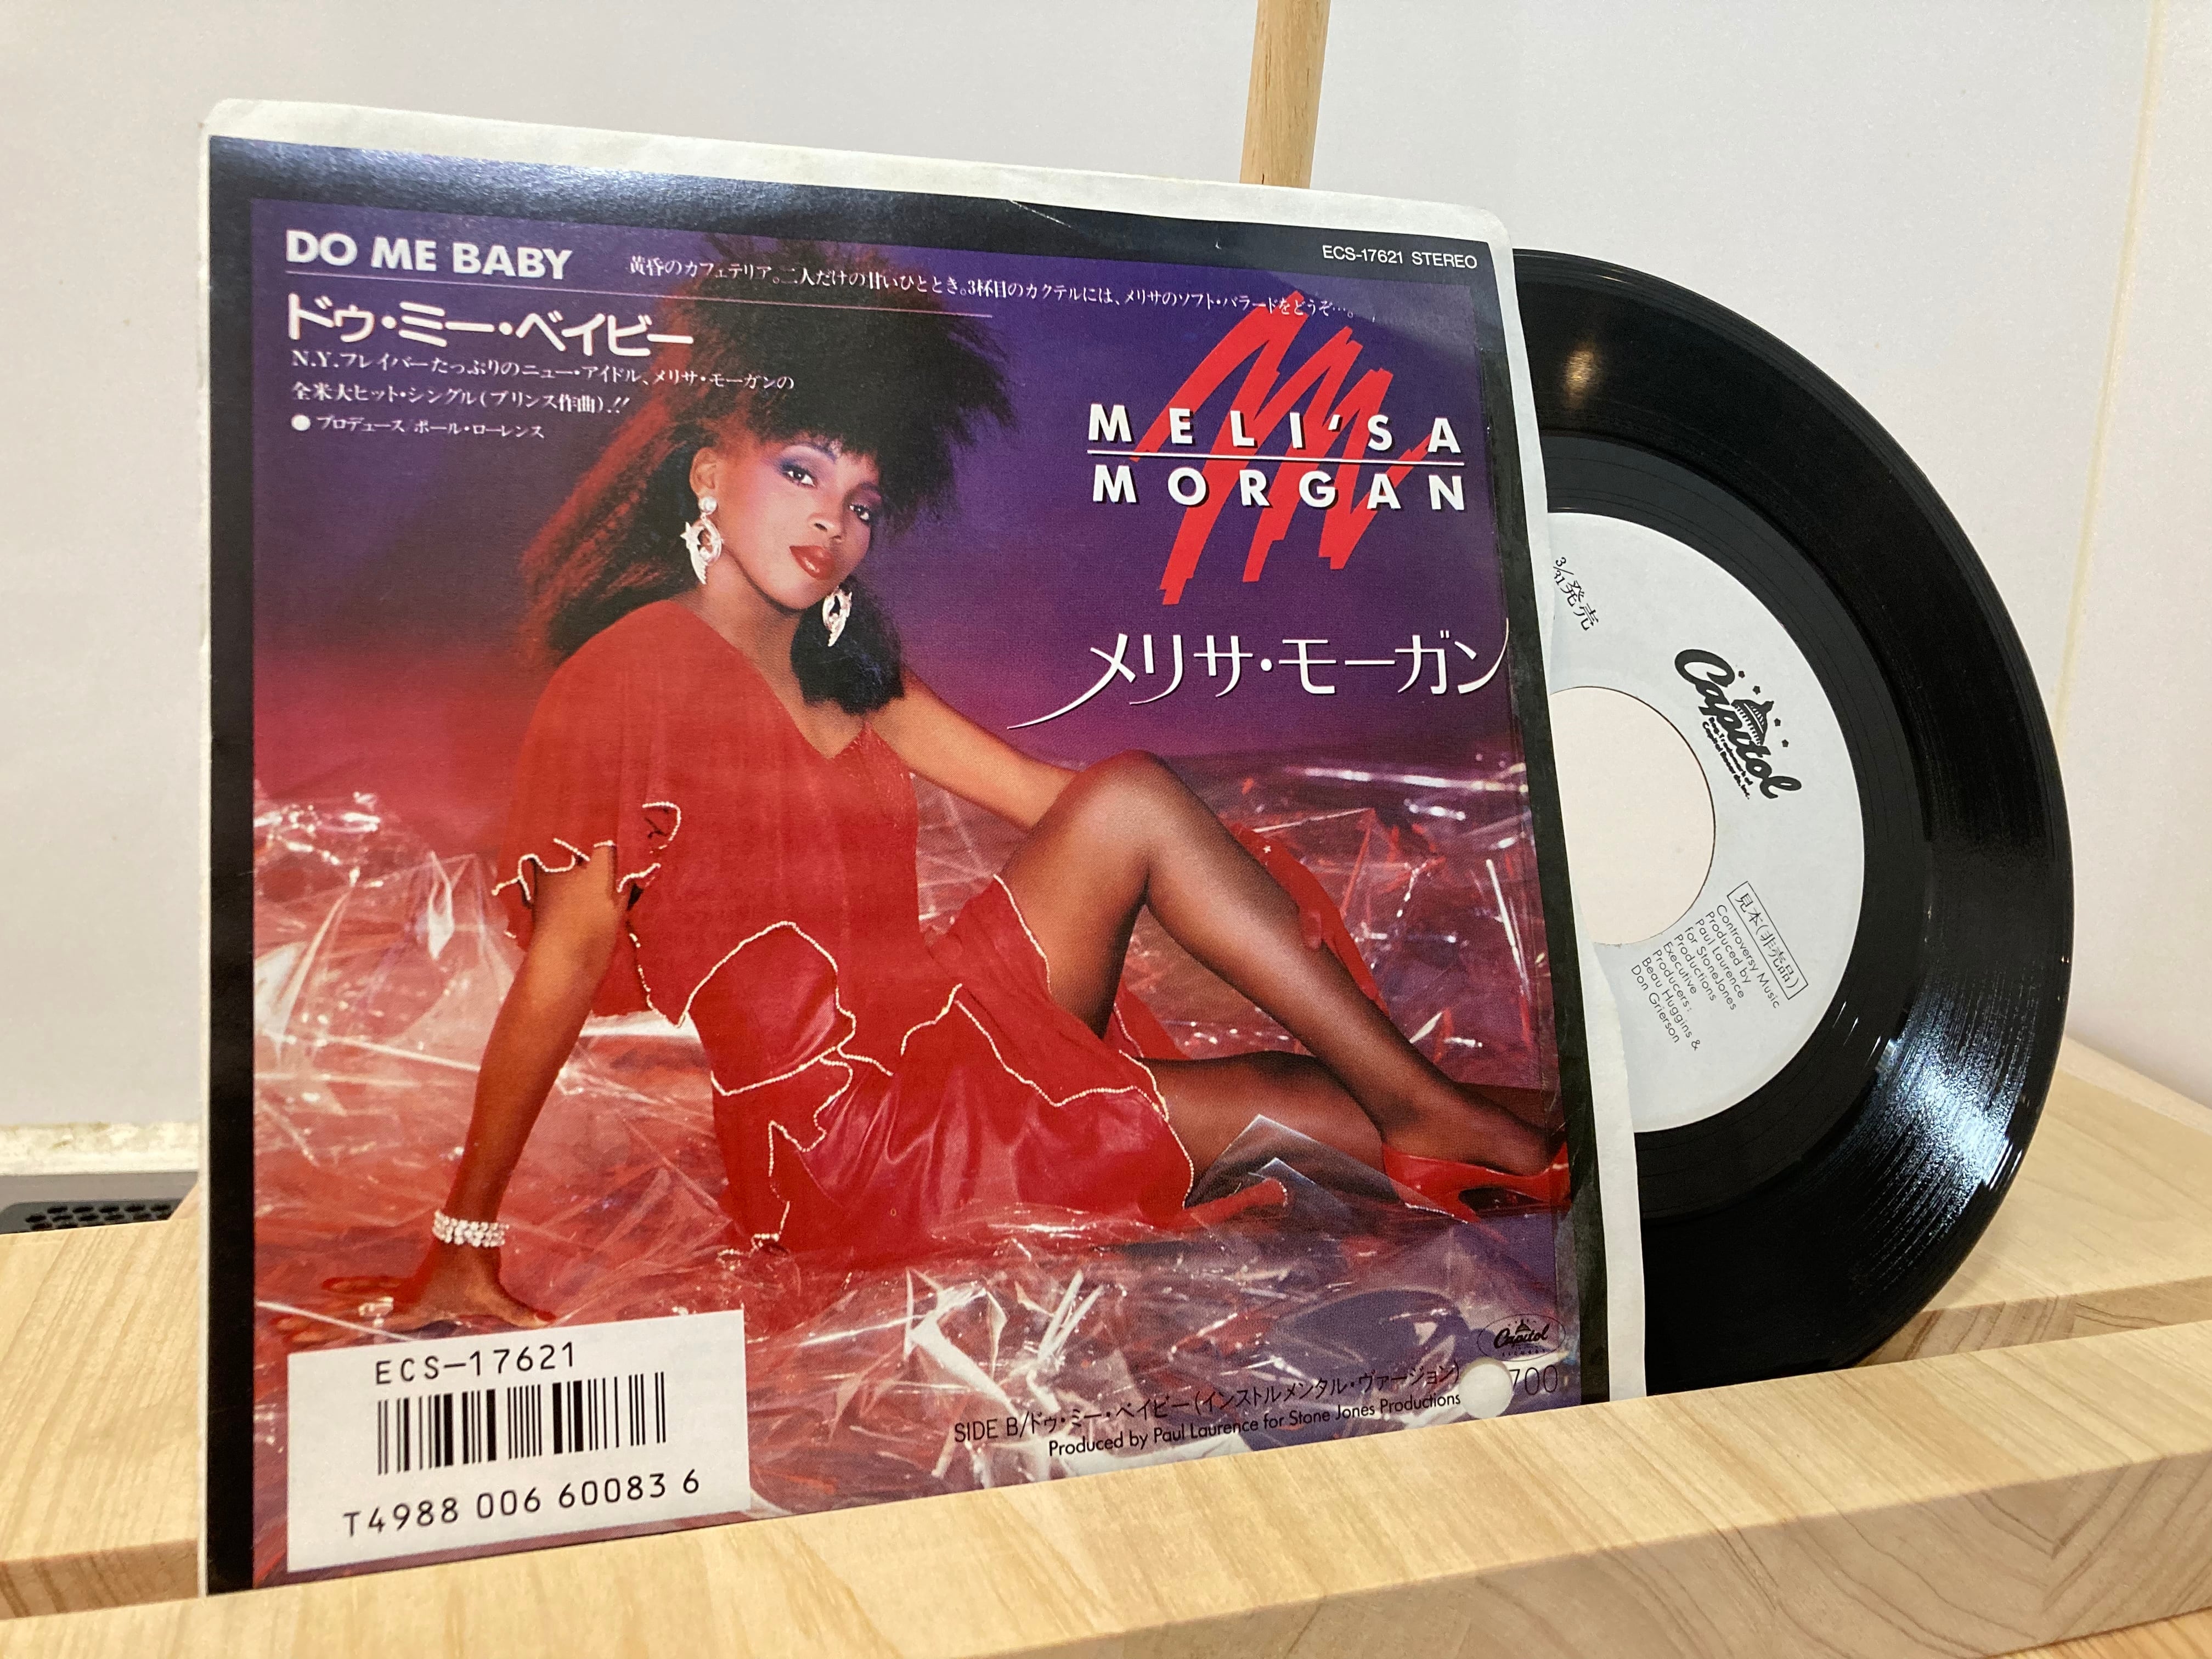 DO ME BABY
黄昏のカフェテリア。二人だけの甘いひととき。3杯目のカクテルには、メリサのソフト・バラードをどうぞ…。
ECS-17621 STEREO
ドゥ・ミー・ベイビー
N.Y.フレイバーたっぷりのニュー・アイドル、メリサ・モーガンの
全米大ヒット・シングル(プリンス作曲).!!
●プロデュース/ポール・ローレンス
MELI'SA
MORGAN
メリサ・モーガン
3/31発売
Capitol
見本(非売品)
Controversy Music
Produced by
Paul Laurence
for StoneJones
Productions
Executive
Producers:
Beau Huggins &
Don Grierson
ECS-17621
T4988 006 60083 6
Capitol
RECORDS
700
SIDE B/ドゥ・ミー・ベイビー(インストルメンタル・ヴァージョン)
Produced by Paul Laurence for Stone Jones Productions